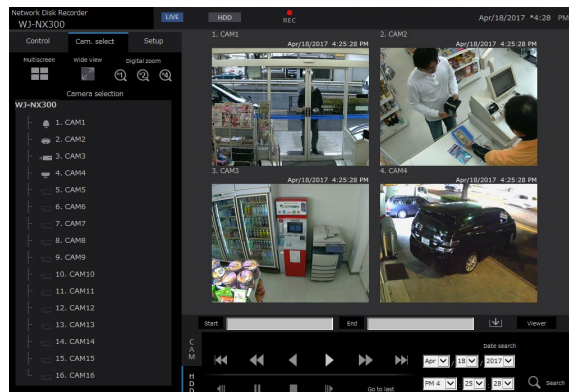 Network Disk Recorder
WJ-NX300
LIVE
HDD
REC
Apr/18/2017 *4:28 PM
Control
Cam. select
Setup
Multiscreen
Wide view
Digital zoom
Camera selection
WJ-NX300
1. CAM1
2. CAM2
3. CAM3
4. CAM4
5. CAM5
6. CAM6
7. CAM7
8. CAM8
9. CAM9
10. CAM10
11. CAM11
12. CAM12
13. CAM13
14. CAM14
15. CAM15
16. CAM16
1. CAM1
Apr/18/2017 4:25:28 PM
2. CAM2
Apr/18/2017 4:25:28 PM
3. CAM3
Apr/18/2017 4:25:28 PM
4. CAM4
Apr/18/2017 4:25:28 PM
Start
End
Viewer
CAM
HDD
Go to last
Date search
Apr / 18 / 2017
PM 4 : 25 : 28
Search